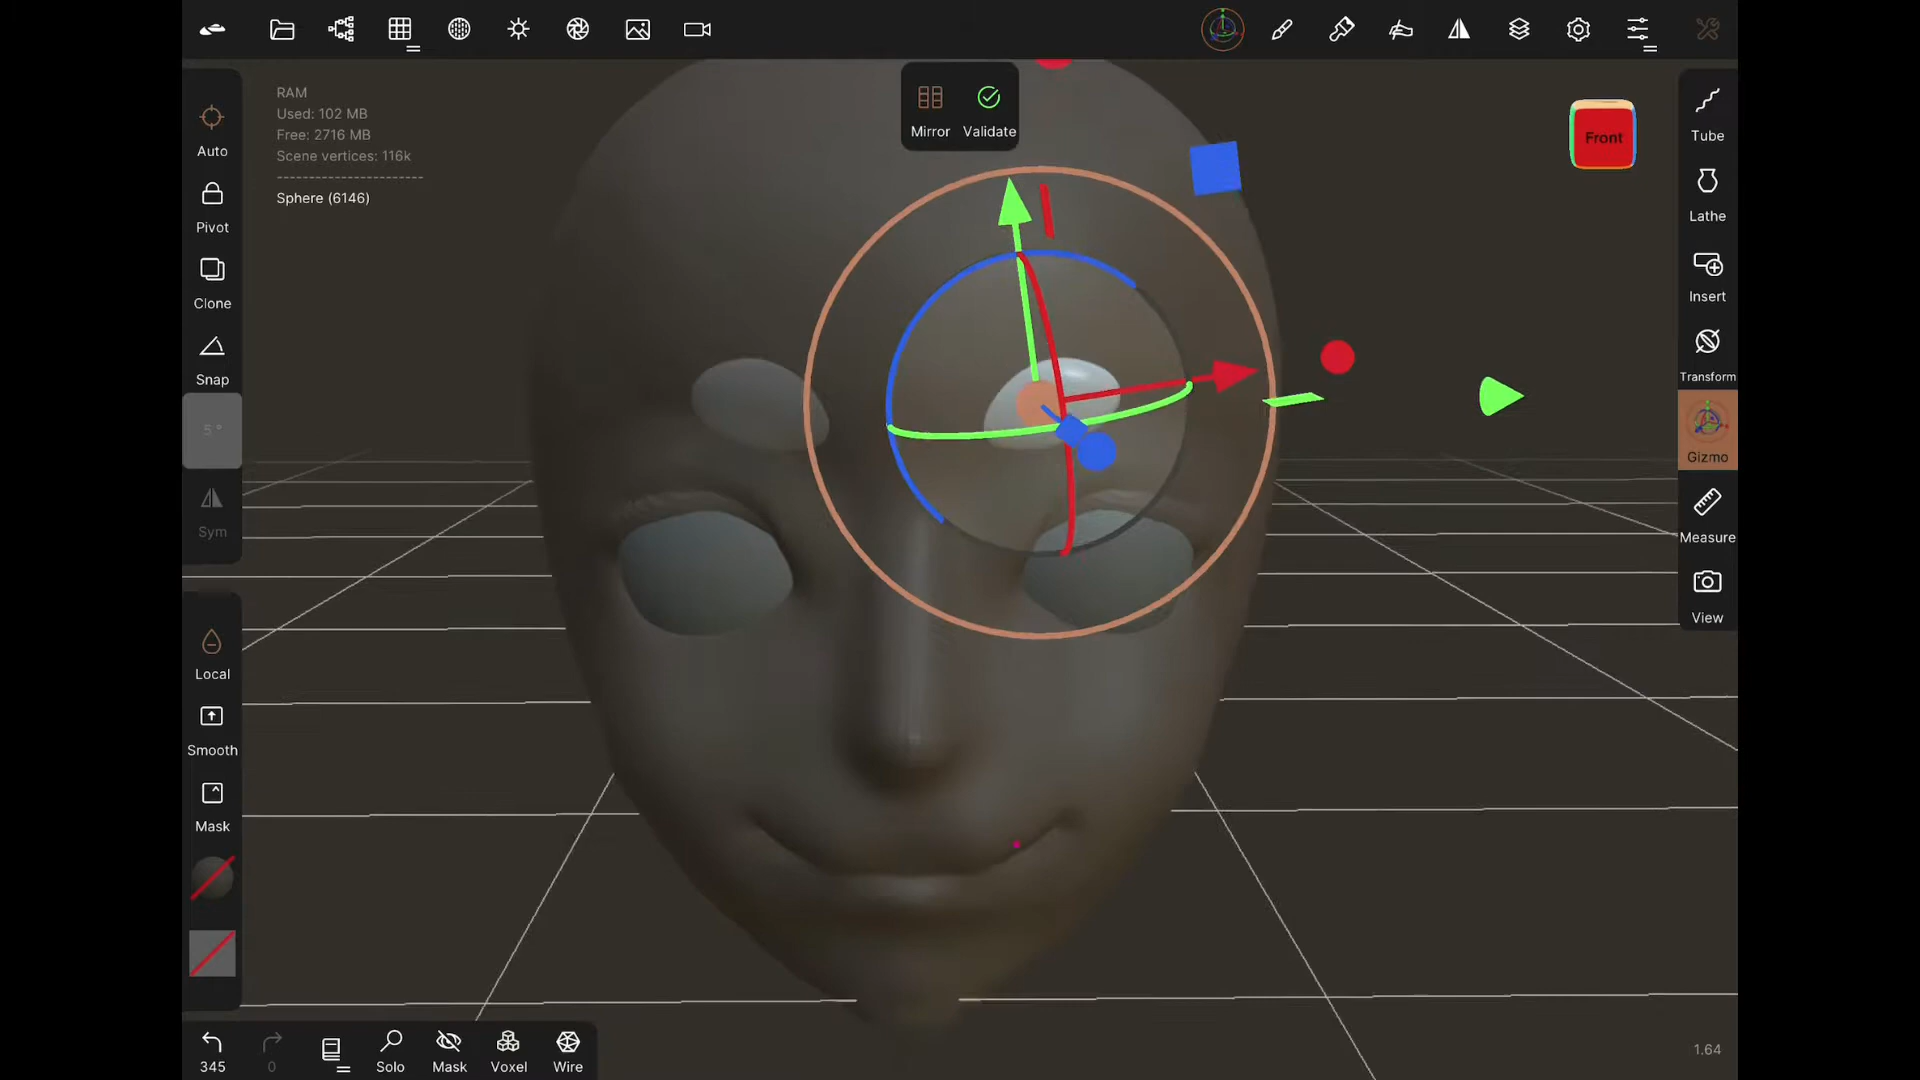 RAM
Used: 102 MB
Free: 2716 MB
Scene vertices: 116k
------------------------
Sphere (6146)
Mirror
Validate
Front
Auto
Pivot
Clone
Snap
5 °
Sym
Local
Smooth
Mask
Tube
Lathe
Insert
Transform
Gizmo
Measure
View
345
0
Solo
Mask
Voxel
Wire
1.64